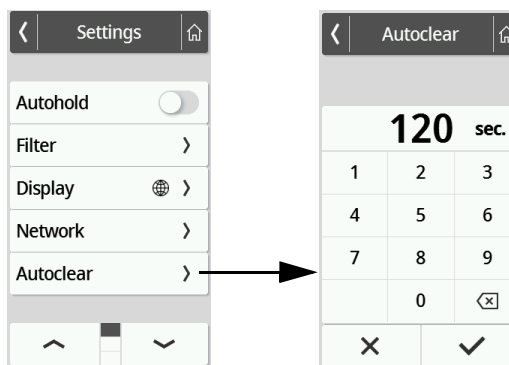 Settings
Autohold
Filter
Display
Network
Autoclear
Autoclear
120 sec.
1 2 3
4 5 6
7 8 9
0